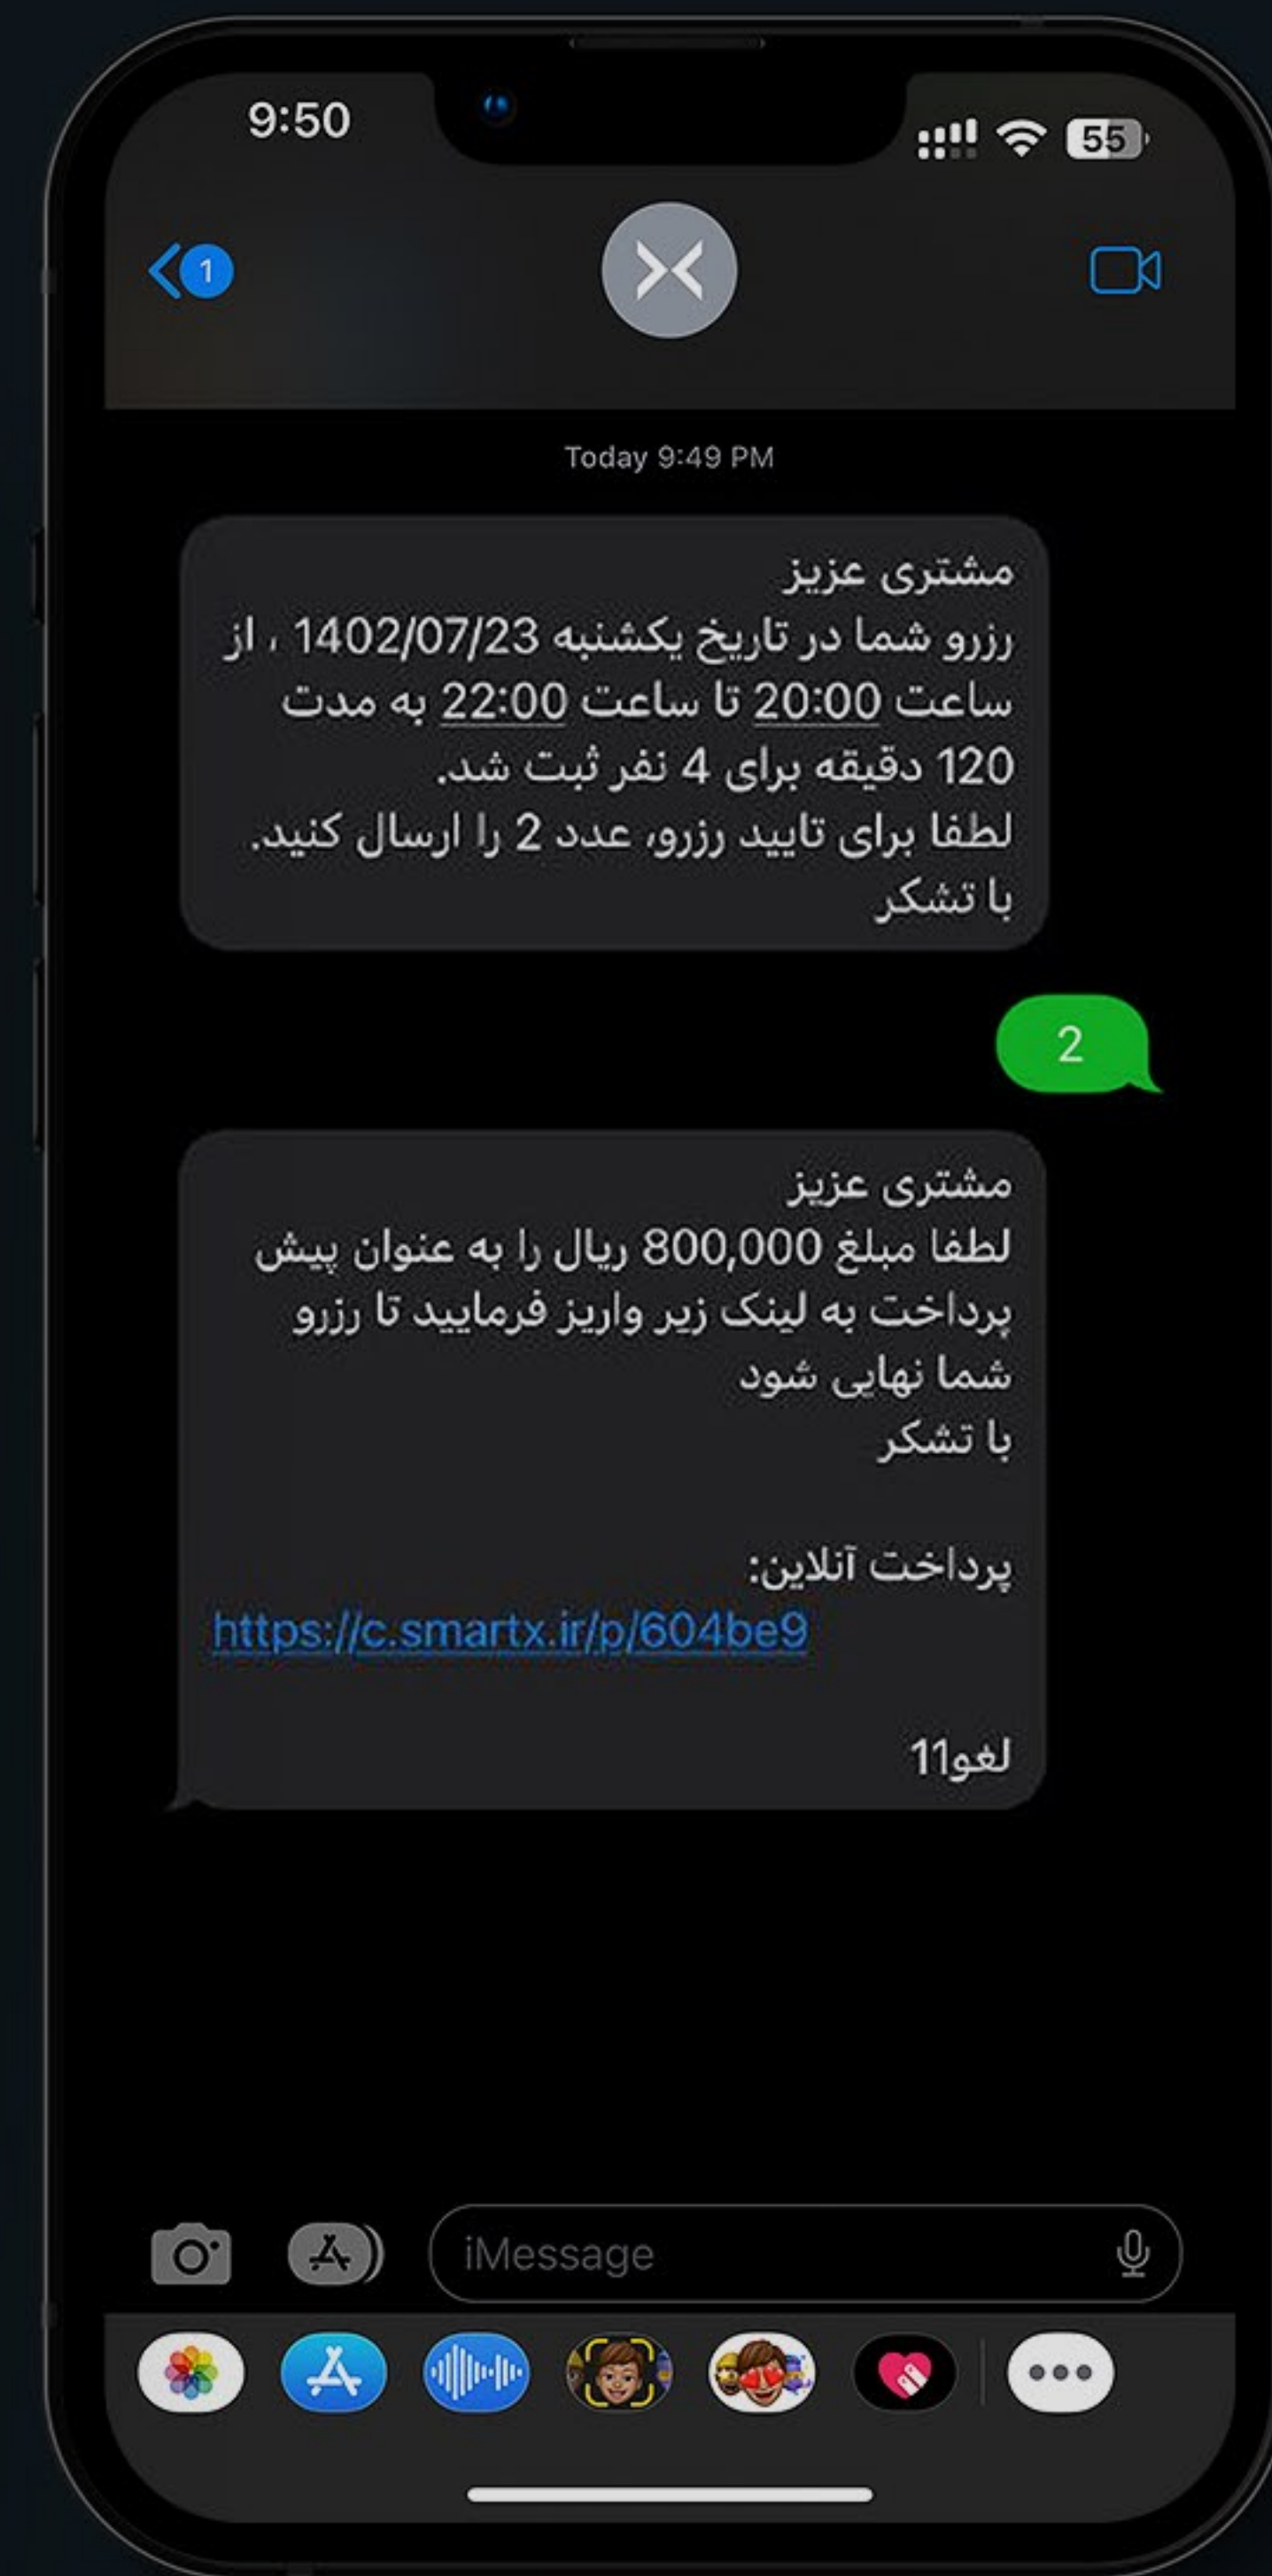 9:50
55
1
Today 9:49 PM
مشتری عزیز
رزرو شما در تاریخ یکشنبه 1402/07/23 ، از
ساعت 20:00 تا ساعت 22:00 به مدت
120 دقیقه برای 4 نفر ثبت شد.
لطفا برای تایید رزرو، عدد 2 را ارسال کنید.
با تشکر
2
مشتری عزیز
لطفا مبلغ 800,000 ریال را به عنوان پیش
پرداخت به لینک زیر واریز فرمایید تا رزرو
شما نهایی شود
با تشکر
پرداخت آنلاین:
https://c.smartx.ir/p/604be9
لغو11
iMessage